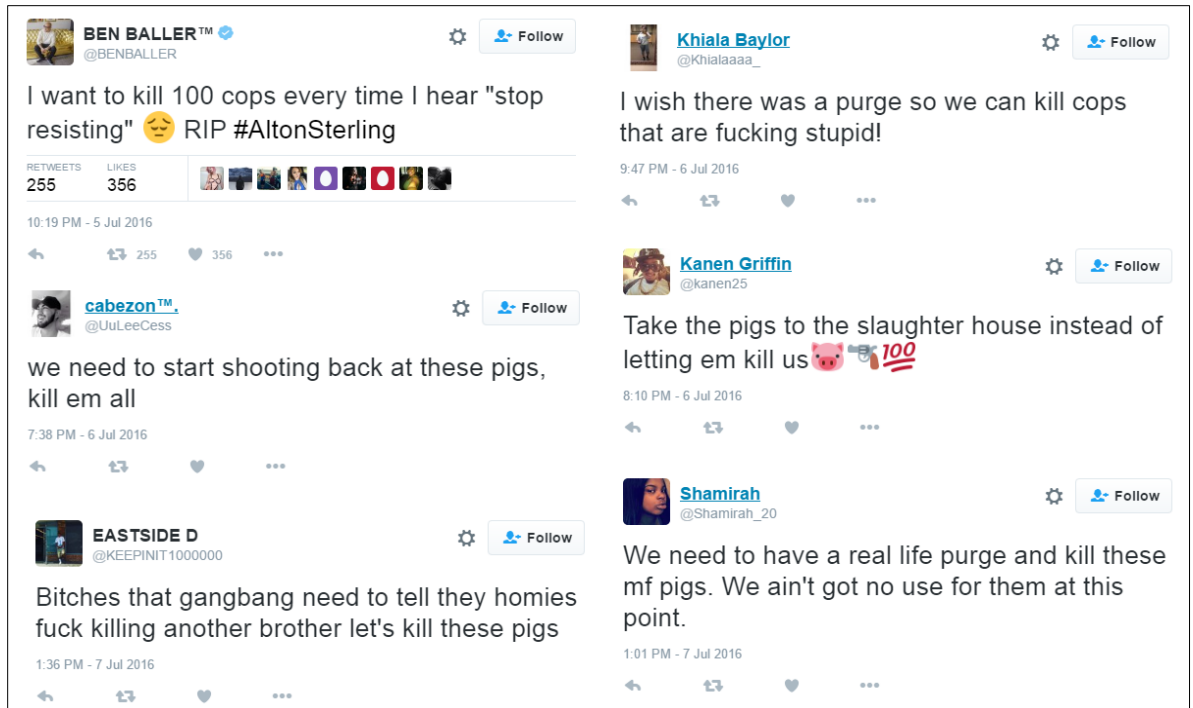 BEN BALLER™
@BENBALLER
Follow
I want to kill 100 cops every time I hear "stop
resisting" 😔 RIP #AltonSterling
RETWEETS LIKES
255 356
10:19 PM - 5 Jul 2016
255 356
cabezon™.
@UuLeeCess
Follow
we need to start shooting back at these pigs,
kill em all
7:38 PM - 6 Jul 2016
EASTSIDE D
@KEEPINIT1000000
Follow
Bitches that gangbang need to tell they homies
fuck killing another brother let's kill these pigs
1:36 PM - 7 Jul 2016
Khiala Baylor
@Khialaaaa_
Follow
I wish there was a purge so we can kill cops
that are fucking stupid!
9:47 PM - 6 Jul 2016
Kanen Griffin
@kanen25
Follow
Take the pigs to the slaughter house instead of
letting em kill us🐷🔫💯
8:10 PM - 6 Jul 2016
Shamirah
@Shamirah_20
Follow
We need to have a real life purge and kill these
mf pigs. We ain't got no use for them at this
point.
1:01 PM - 7 Jul 2016